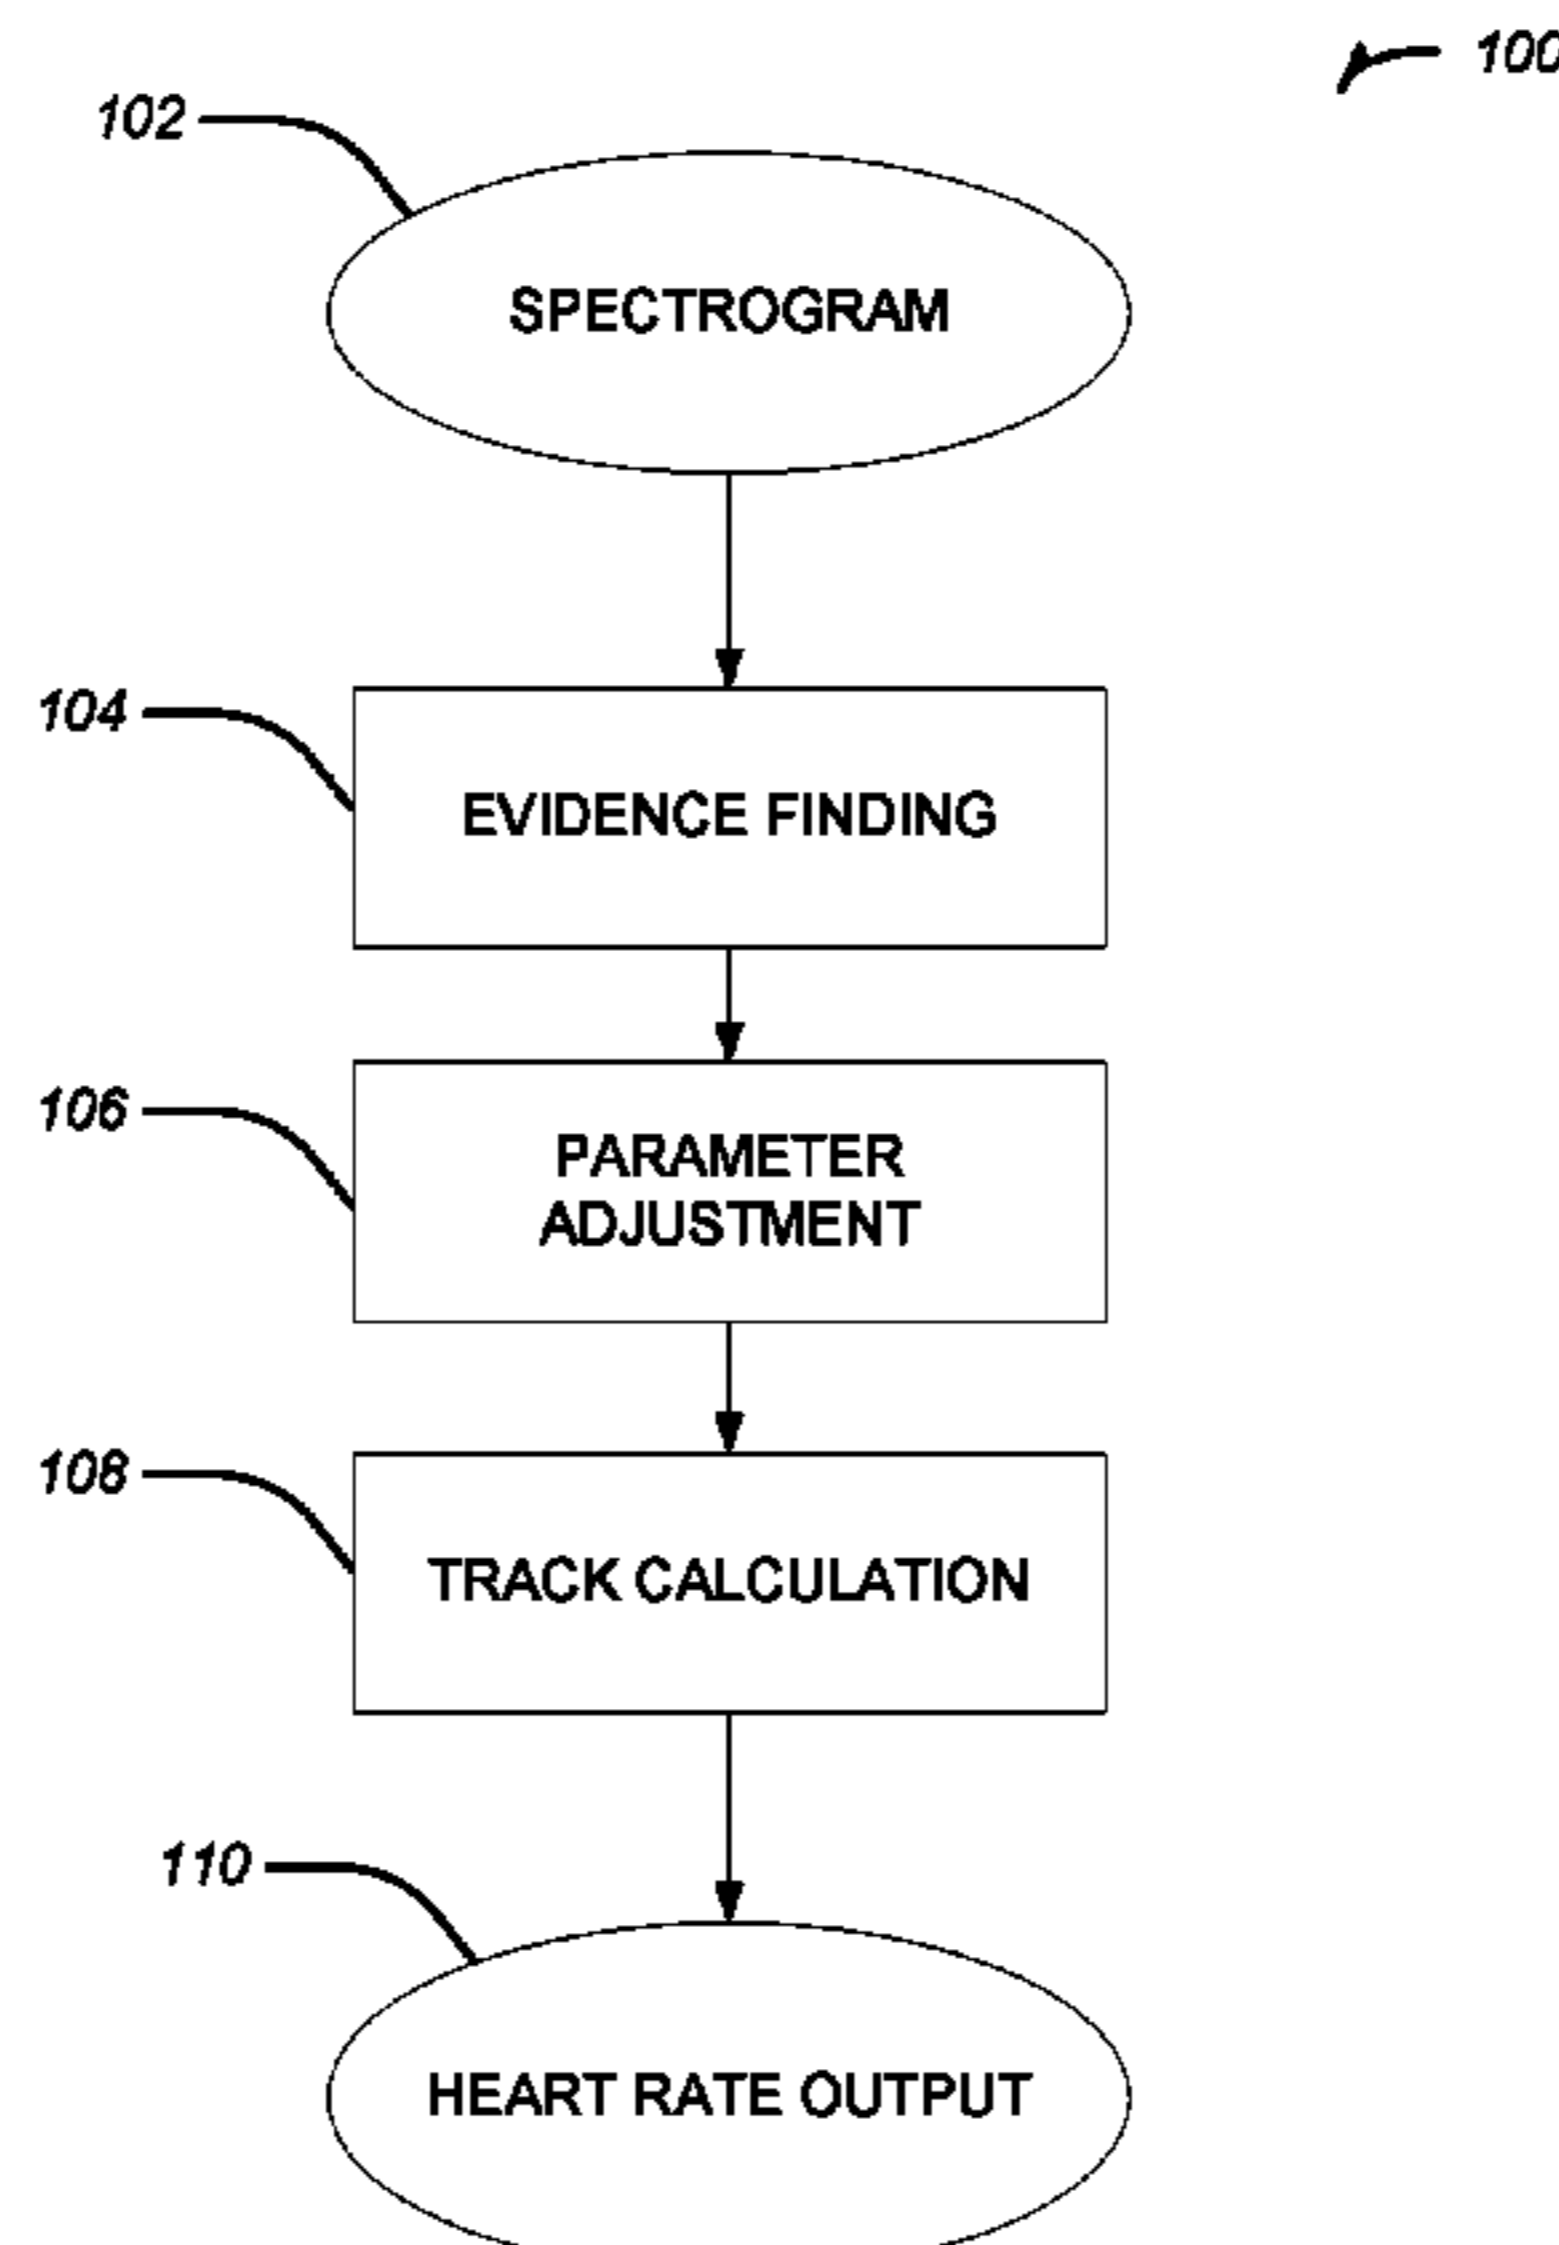 100
102
SPECTROGRAM
104
EVIDENCE FINDING
106
PARAMETER
ADJUSTMENT
108
TRACK CALCULATION
110
HEART RATE OUTPUT